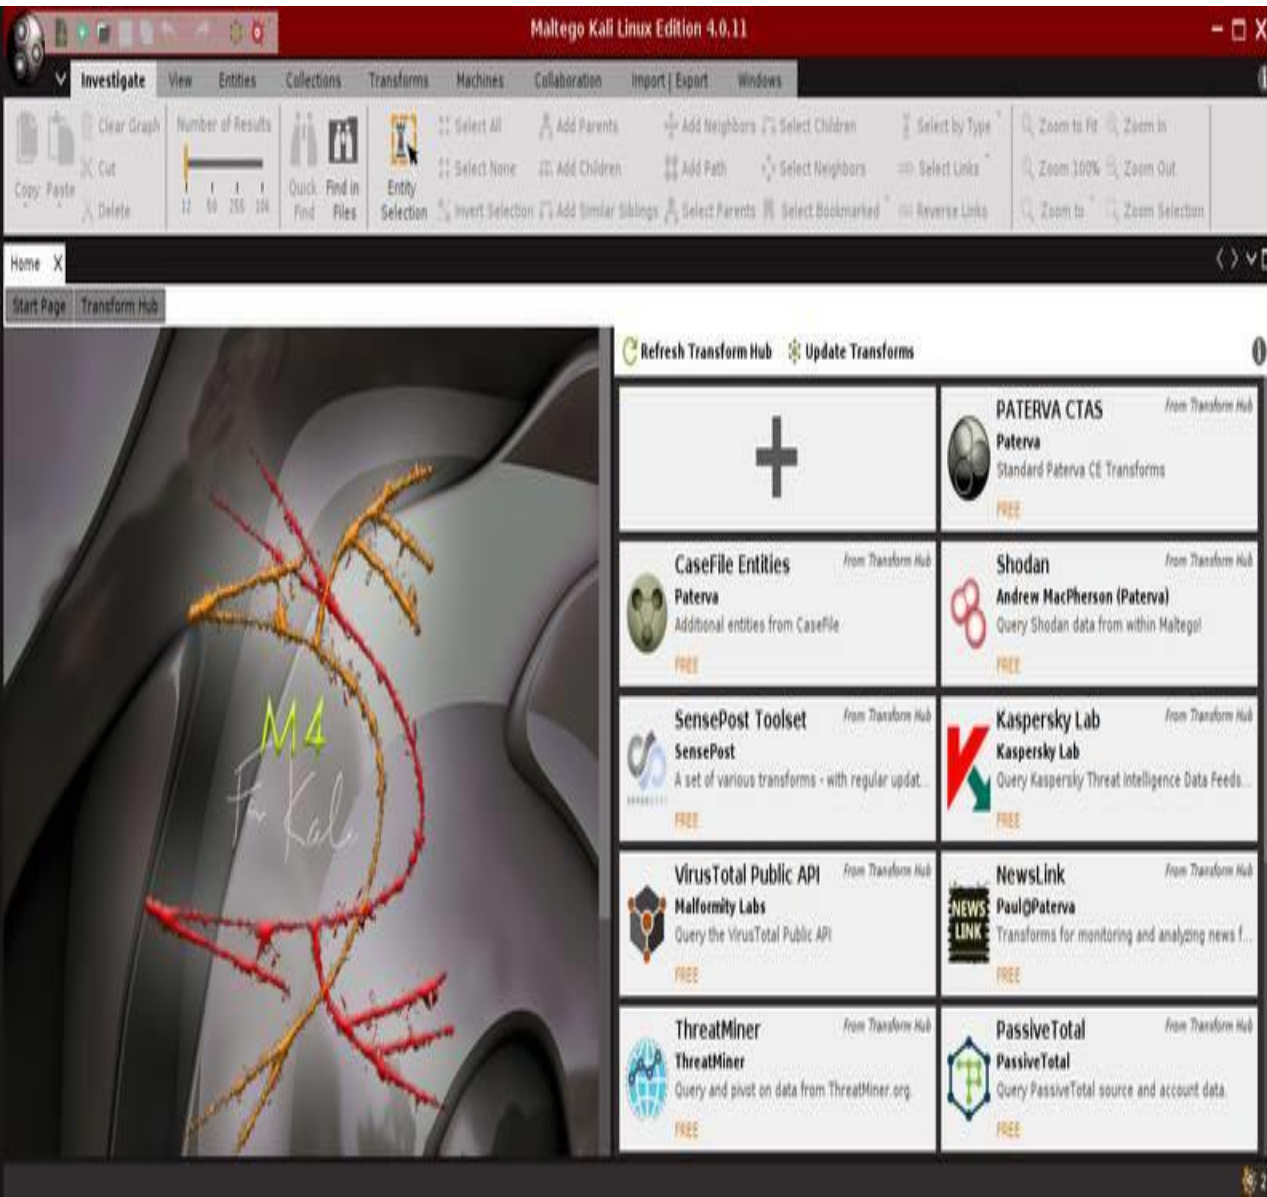 Maltego Kali Linux Edition 4.0.11
Investigate View Entities Collections Transforms Machines Collaboration Import | Export Windows
Clear Graph Number of Results Select All Add Parents Add Neighbors Select Children Select by Type Zoom to Fit Zoom In
Cut Select None Add Children Add Path Select Neighbors Select Links Zoom 100% Zoom Out
Copy Paste Quick Find Find in Files Entity Selection
Delete 12 50 255 10k Invert Selection Add Similar Siblings Select Parents Select Bookmarked Reverse Links Zoom to Zoom Selection
Home X
Start Page Transform Hub
Refresh Transform Hub Update Transforms
PATERVA CTAS From Transform Hub
Paterva
Standard Paterva CE Transforms
FREE
CaseFile Entities From Transform Hub
Paterva
Additional entities from CaseFile
FREE
Shodan From Transform Hub
Andrew MacPherson (Paterva)
Query Shodan data from within Maltego!
FREE
SensePost Toolset From Transform Hub
SensePost
A set of various transforms - with regular updat...
FREE
Kaspersky Lab From Transform Hub
Kaspersky Lab
Query Kaspersky Threat Intelligence Data Feeds...
FREE
VirusTotal Public API From Transform Hub
Malformity Labs
Query the VirusTotal Public API
FREE
NEWS LINK
NewsLink From Transform Hub
Paul@Paterva
Transforms for monitoring and analyzing news f...
FREE
ThreatMiner From Transform Hub
ThreatMiner
Query and pivot on data from ThreatMiner.org.
FREE
PassiveTotal From Transform Hub
PassiveTotal
Query PassiveTotal source and account data.
FREE
M4
For Kali
2